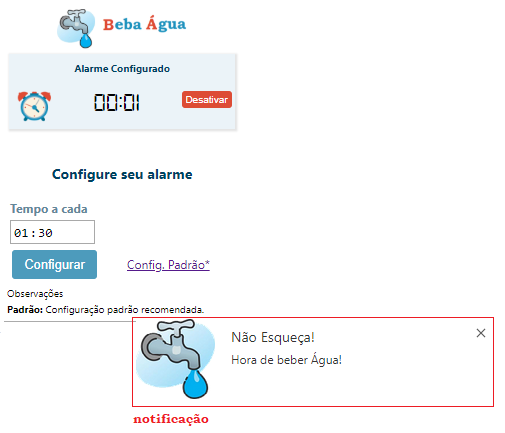 Beba Água
Alarme Configurado
00:01
Desativar
Configure seu alarme
Tempo a cada
01:30
Configurar
Config. Padrão*
Observações
Padrão: Configuração padrão recomendada.
Não Esqueça!
Hora de beber Água!
notificação